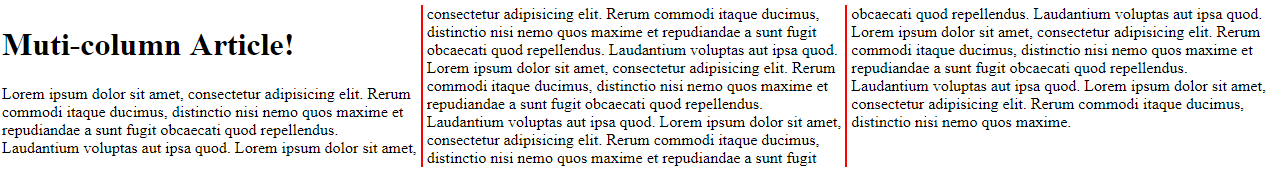 Muti-column Article!
Lorem ipsum dolor sit amet, consectetur adipisicing elit. Rerum
commodi itaque ducimus, distinctio nisi nemo quos maxime et
repudiandae a sunt fugit obcaecati quod repellendus.
Laudantium voluptas aut ipsa quod. Lorem ipsum dolor sit amet,
consectetur adipisicing elit. Rerum commodi itaque ducimus,
distinctio nisi nemo quos maxime et repudiandae a sunt fugit
obcaecati quod repellendus. Laudantium voluptas aut ipsa quod.
Lorem ipsum dolor sit amet, consectetur adipisicing elit. Rerum
commodi itaque ducimus, distinctio nisi nemo quos maxime et
repudiandae a sunt fugit obcaecati quod repellendus.
Laudantium voluptas aut ipsa quod. Lorem ipsum dolor sit amet,
consectetur adipisicing elit. Rerum commodi itaque ducimus,
distinctio nisi nemo quos maxime et repudiandae a sunt fugit
obcaecati quod repellendus. Laudantium voluptas aut ipsa quod.
Lorem ipsum dolor sit amet, consectetur adipisicing elit. Rerum
commodi itaque ducimus, distinctio nisi nemo quos maxime et
repudiandae a sunt fugit obcaecati quod repellendus.
Laudantium voluptas aut ipsa quod. Lorem ipsum dolor sit amet,
consectetur adipisicing elit. Rerum commodi itaque ducimus,
distinctio nisi nemo quos maxime.